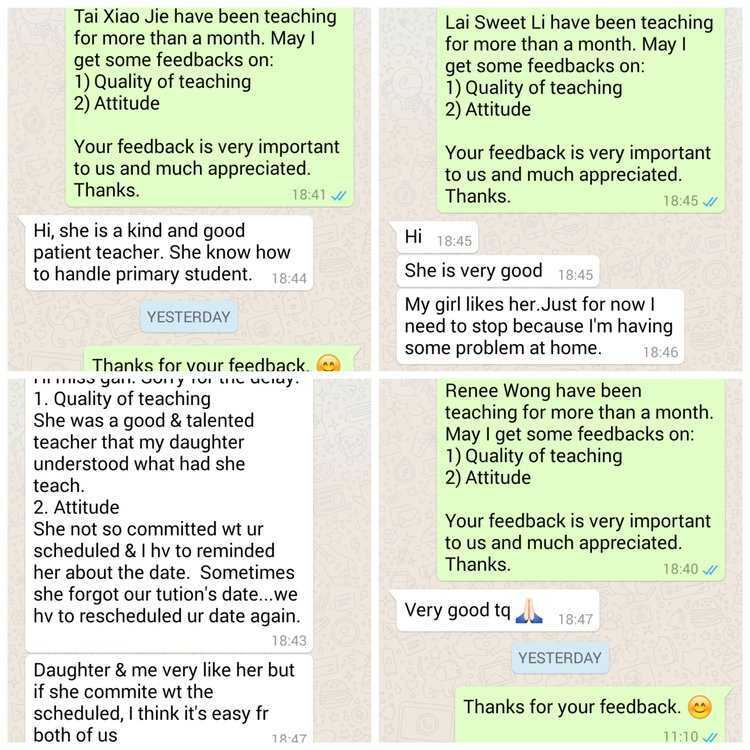 Tai Xiao Jie have been teaching
for more than a month. May I
get some feedbacks on:
1) Quality of teaching
2) Attitude
Your feedback is very important
to us and much appreciated.
Thanks.
18:41
Hi, she is a kind and good
patient teacher. She know how
to handle primary student.
18:44
YESTERDAY
Thanks for your feedback. 😊
Lai Sweet Li have been teaching
for more than a month. May I
get some feedbacks on:
1) Quality of teaching
2) Attitude
Your feedback is very important
to us and much appreciated.
Thanks.
18:45
Hi 18:45
She is very good 18:45
My girl likes her.Just for now I
need to stop because I'm having
some problem at home.
18:46
Hi miss gan. Sorry for the delay.
1. Quality of teaching
She was a good & talented
teacher that my daughter
understood what had she
teach.
2. Attitude
She not so committed wt ur
scheduled & I hv to reminded
her about the date. Sometimes
she forgot our tution's date...we
hv to rescheduled ur date again.
18:43
Daughter & me very like her but
if she commite wt the
scheduled, I think it's easy fr
both of us
18:47
Renee Wong have been
teaching for more than a month.
May I get some feedbacks on:
1) Quality of teaching
2) Attitude
Your feedback is very important
to us and much appreciated.
Thanks.
18:40
Very good tq 🙏 18:47
YESTERDAY
Thanks for your feedback. 😊
11:10